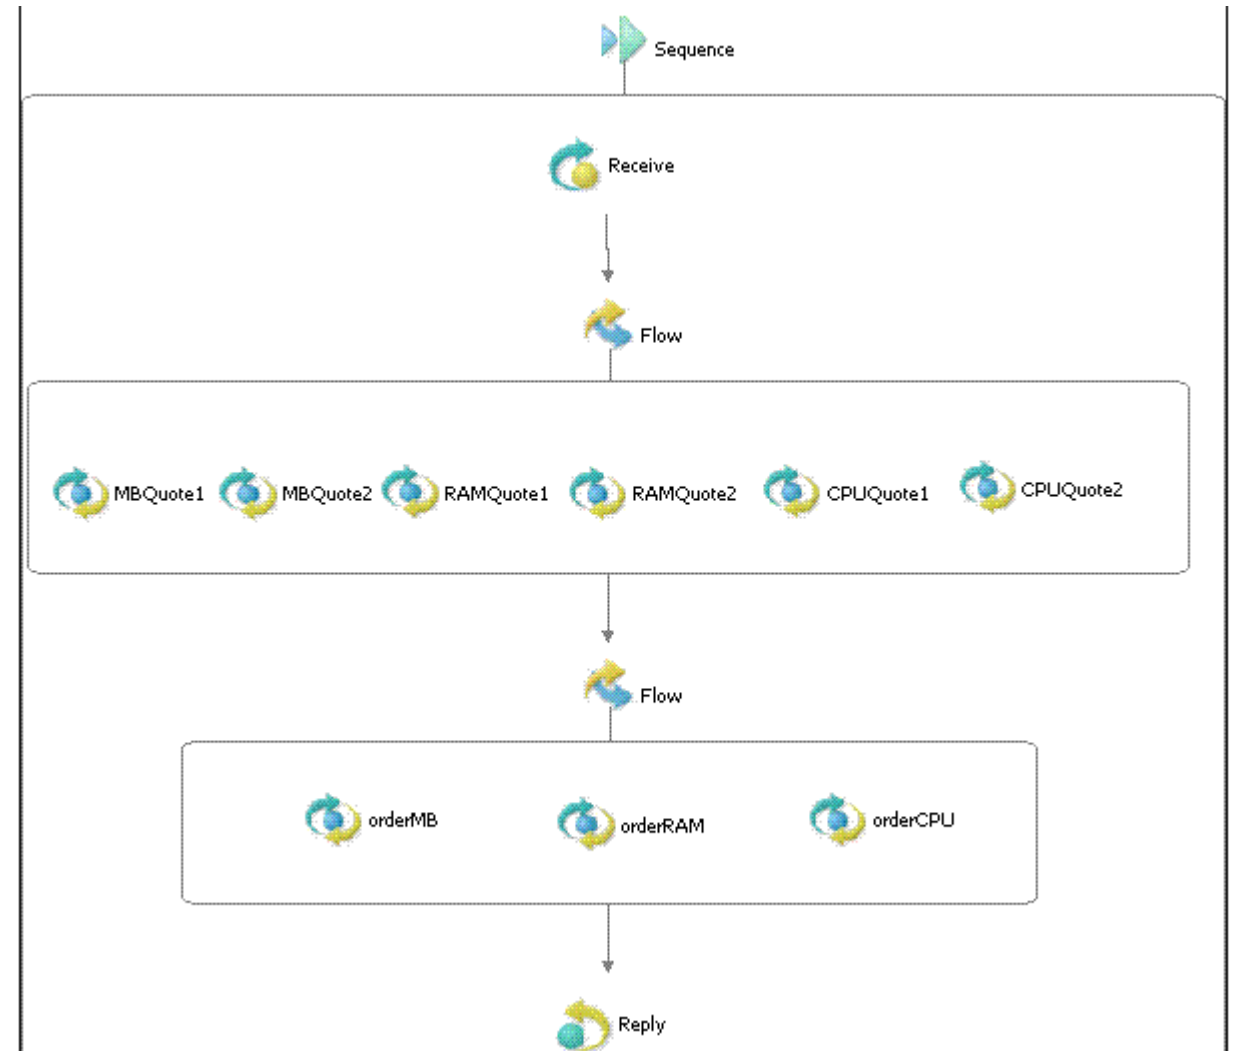 Sequence
Receive
Flow
MBQuote1 MBQuote2 RAMQuote1 RAMQuote2 CPUQuote1 CPUQuote2
Flow
orderMB orderRAM orderCPU
Reply